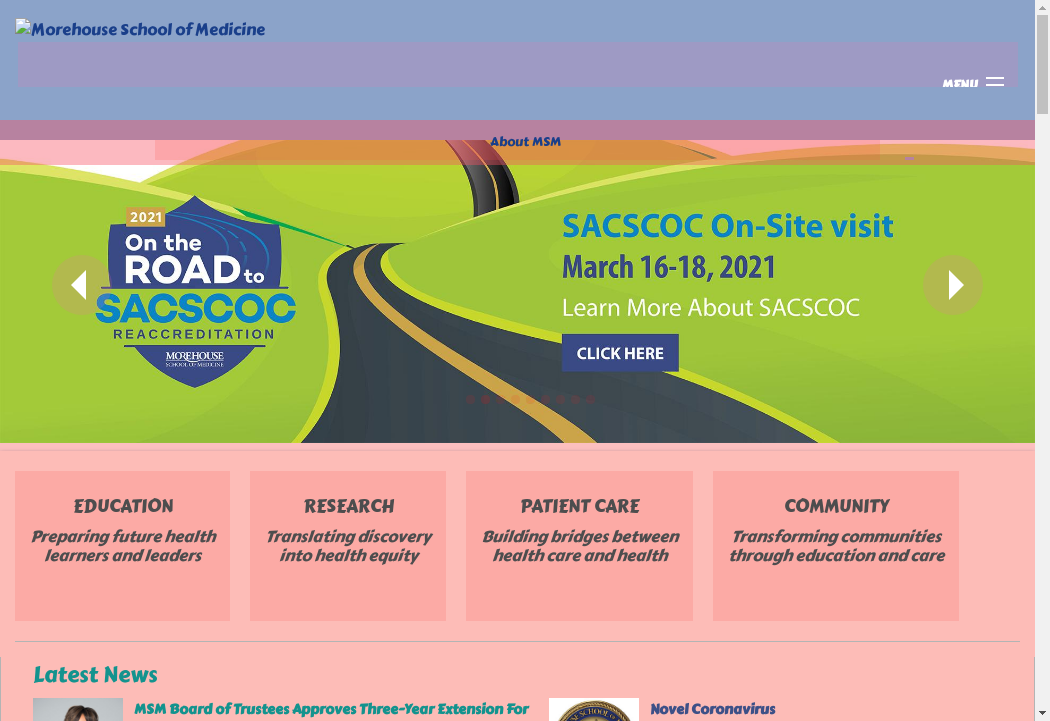 Morehouse School of Medicine
MENU
About MSM
2021
On the
ROAD to
SACSCOC
REACCREDITATION
MOREHOUSE
SCHOOL OF MEDICINE
SACSCOC On-Site visit
March 16-18, 2021
Learn More About SACSCOC
CLICK HERE
EDUCATION
Preparing future health
learners and leaders
RESEARCH
Translating discovery
into health equity
PATIENT CARE
Building bridges between
health care and health
COMMUNITY
Transforming communities
through education and care
Latest News
MSM Board of Trustees Approves Three-Year Extension For
Novel Coronavirus